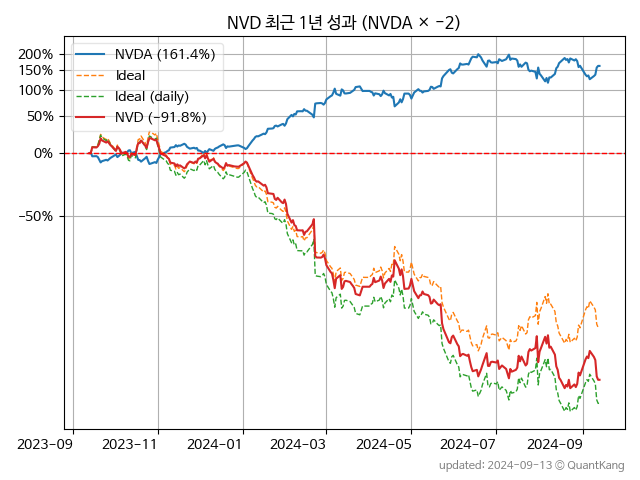 NVD 최근 1년 성과 (NVDA × −2)
200%
150%
100%
50%
0%
−50%
NVDA (161.4%)
Ideal
Ideal (daily)
NVD (−91.8%)
2023-09
2023-11
2024-01
2024-03
2024-05
2024-07
2024-09
updated: 2024-09-13 ⓒ QuantKang